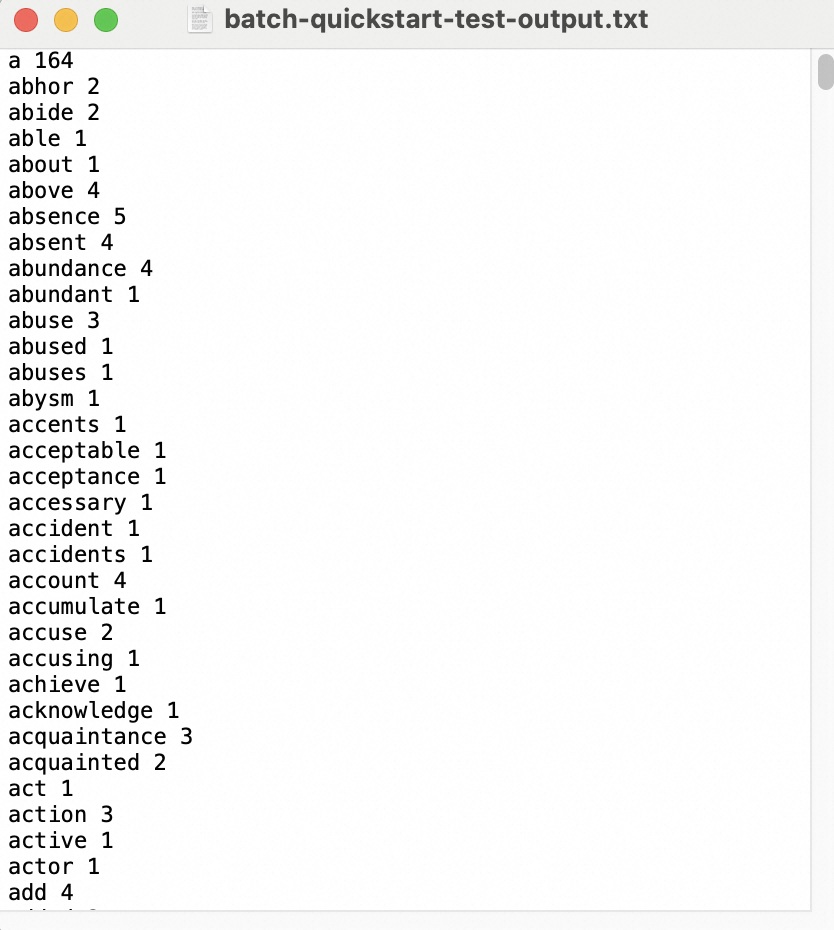 batch-quickstart-test-output.txt
a 164
abhor 2
abide 2
able 1
about 1
above 4
absence 5
absent 4
abundance 4
abundant 1
abuse 3
abused 1
abuses 1
abysm 1
accents 1
acceptable 1
acceptance 1
accessary 1
accident 1
accidents 1
account 4
accumulate 1
accuse 2
accusing 1
achieve 1
acknowledge 1
acquaintance 3
acquainted 2
act 1
action 3
active 1
actor 1
add 4